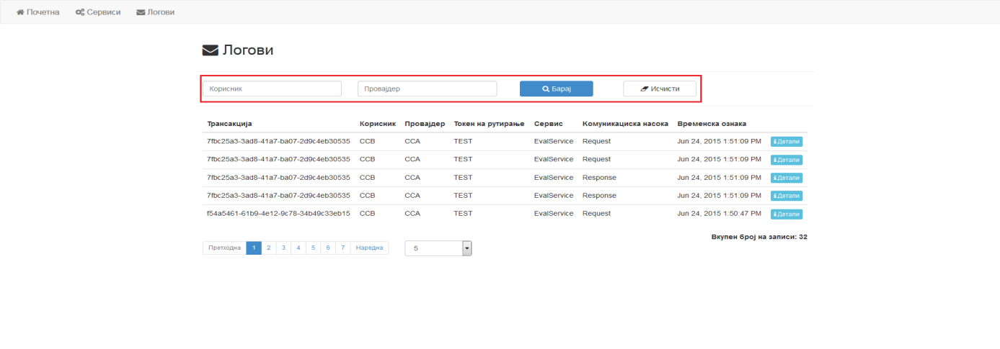 Почетна Сервиси Логови
Логови
Корисник Провајдер Барај Исчисти
Трансакција Корисник Провајдер Токен на рутирање Сервис Комуникациска насока Временска ознака
7fbc25a3-3ad8-41a7-ba07-2d9c4eb30535 CCB CCA TEST EvalService Request Jun 24, 2015 1:51:09 PM Детали
7fbc25a3-3ad8-41a7-ba07-2d9c4eb30535 CCB CCA TEST EvalService Request Jun 24, 2015 1:51:09 PM Детали
7fbc25a3-3ad8-41a7-ba07-2d9c4eb30535 CCB CCA TEST EvalService Response Jun 24, 2015 1:51:09 PM Детали
7fbc25a3-3ad8-41a7-ba07-2d9c4eb30535 CCB CCA TEST EvalService Response Jun 24, 2015 1:51:09 PM Детали
f54a5461-61b9-4e12-9c78-34b49c33eb15 CCB CCA TEST EvalService Request Jun 24, 2015 1:50:47 PM Детали
Вкупен број на записи: 32
Претходна 1 2 3 4 5 6 7 Наредна 5